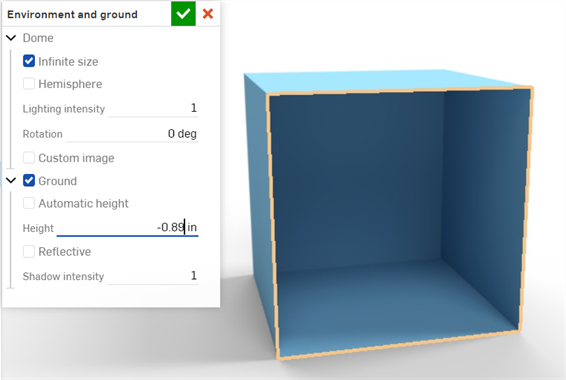 Environment and ground
Dome
Infinite size
Hemisphere
Lighting intensity 1
Rotation 0 deg
Custom image
Ground
Automatic height
Height -0.89 in
Reflective
Shadow intensity 1